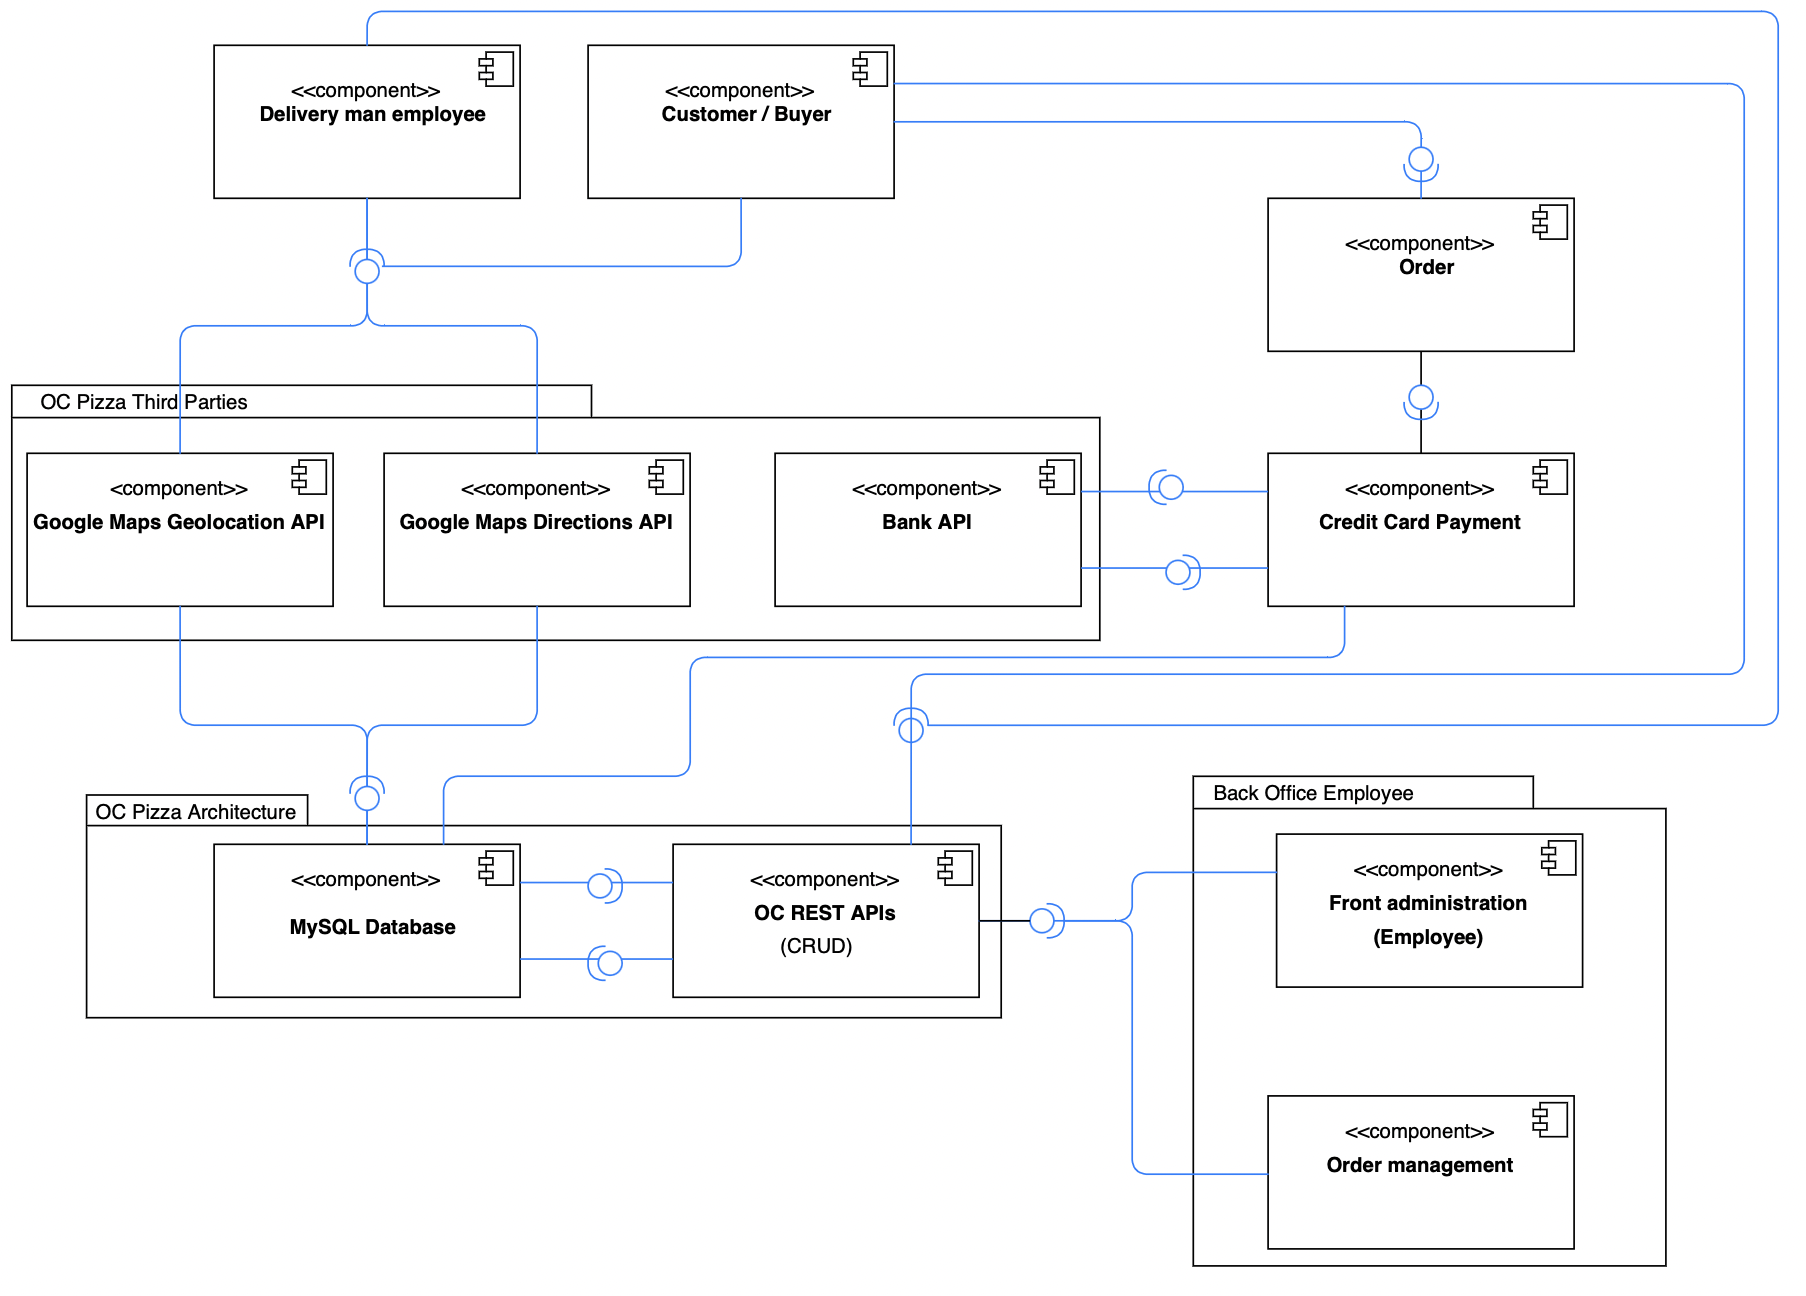 <<component>>
Delivery man employee
<<component>>
Customer / Buyer
<<component>>
Order
OC Pizza Third Parties
<component>>
Google Maps Geolocation API
<<component>>
Google Maps Directions API
<<component>>
Bank API
<<component>>
Credit Card Payment
OC Pizza Architecture
<<component>>
MySQL Database
<<component>>
OC REST APIs
(CRUD)
Back Office Employee
<<component>>
Front administration
(Employee)
<<component>>
Order management